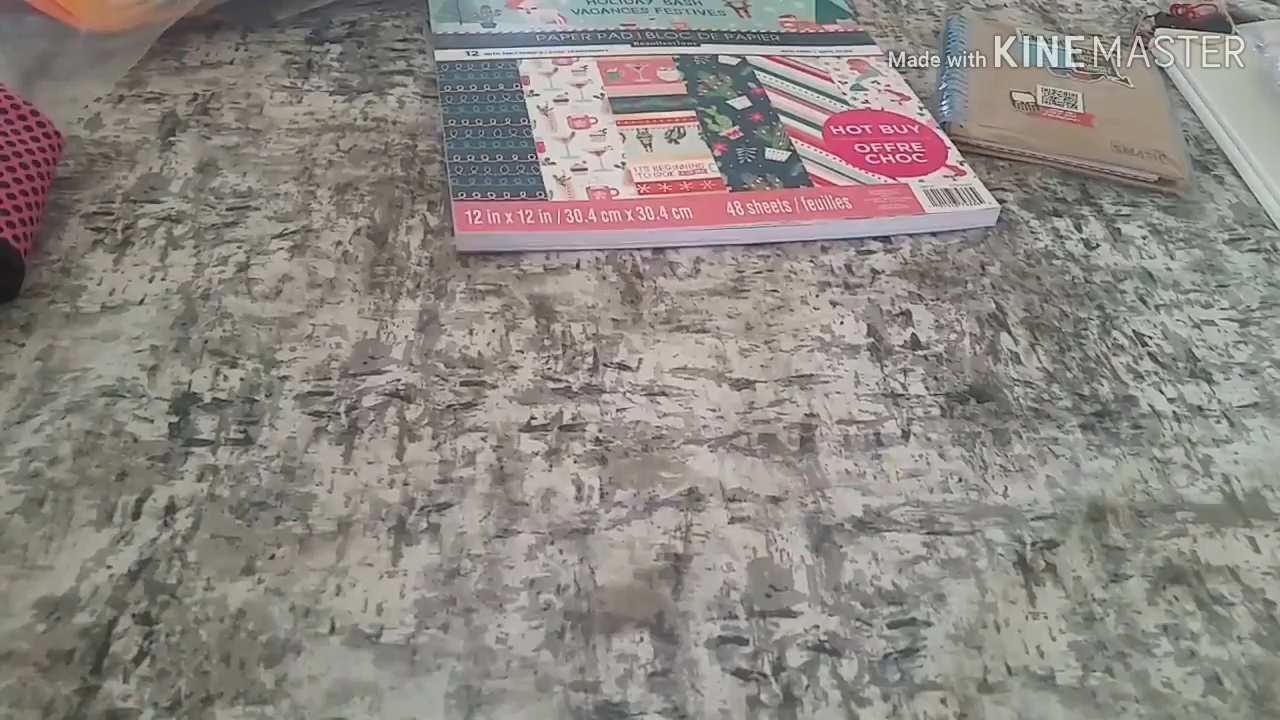 HOLIDAY BASH
VACANCES FESTIVES
PAPER PAD | BLOC DE PAPIER
Recollections
12
HOT BUY
OFFRE
CHOC
IT'S BEGINNING
TO LOOK
12 in x 12 in / 30.4 cm x 30.4 cm
48 sheets / feuilles
Made with KINEMASTER